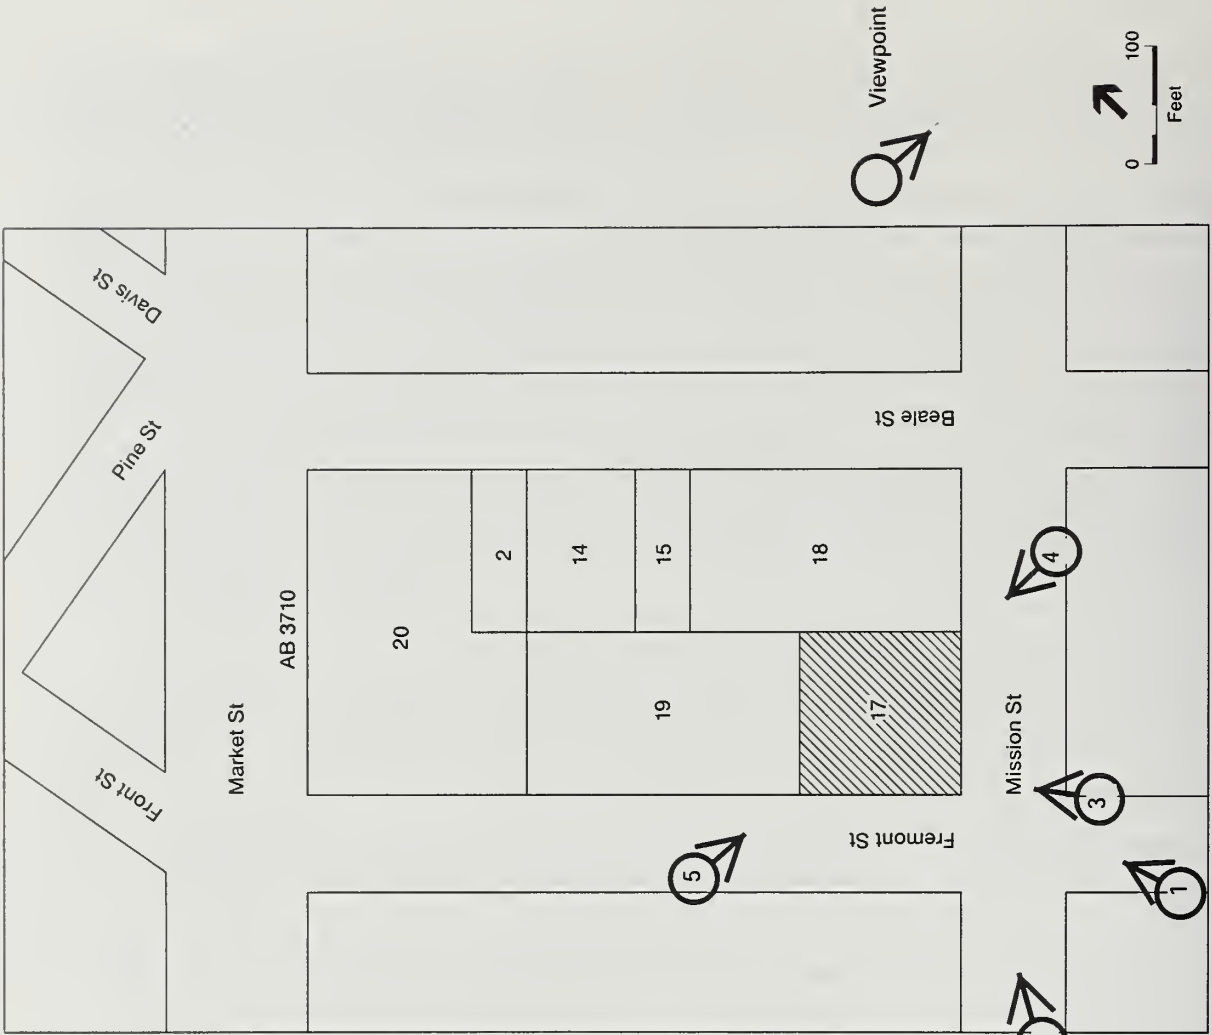 Davis St
Pine St
Front St
Market St
AB 3710
20
2
14
15
18
19
17
Beale St
Fremont St
Mission St
5
4
3
1
Viewpoint
0 100
Feet